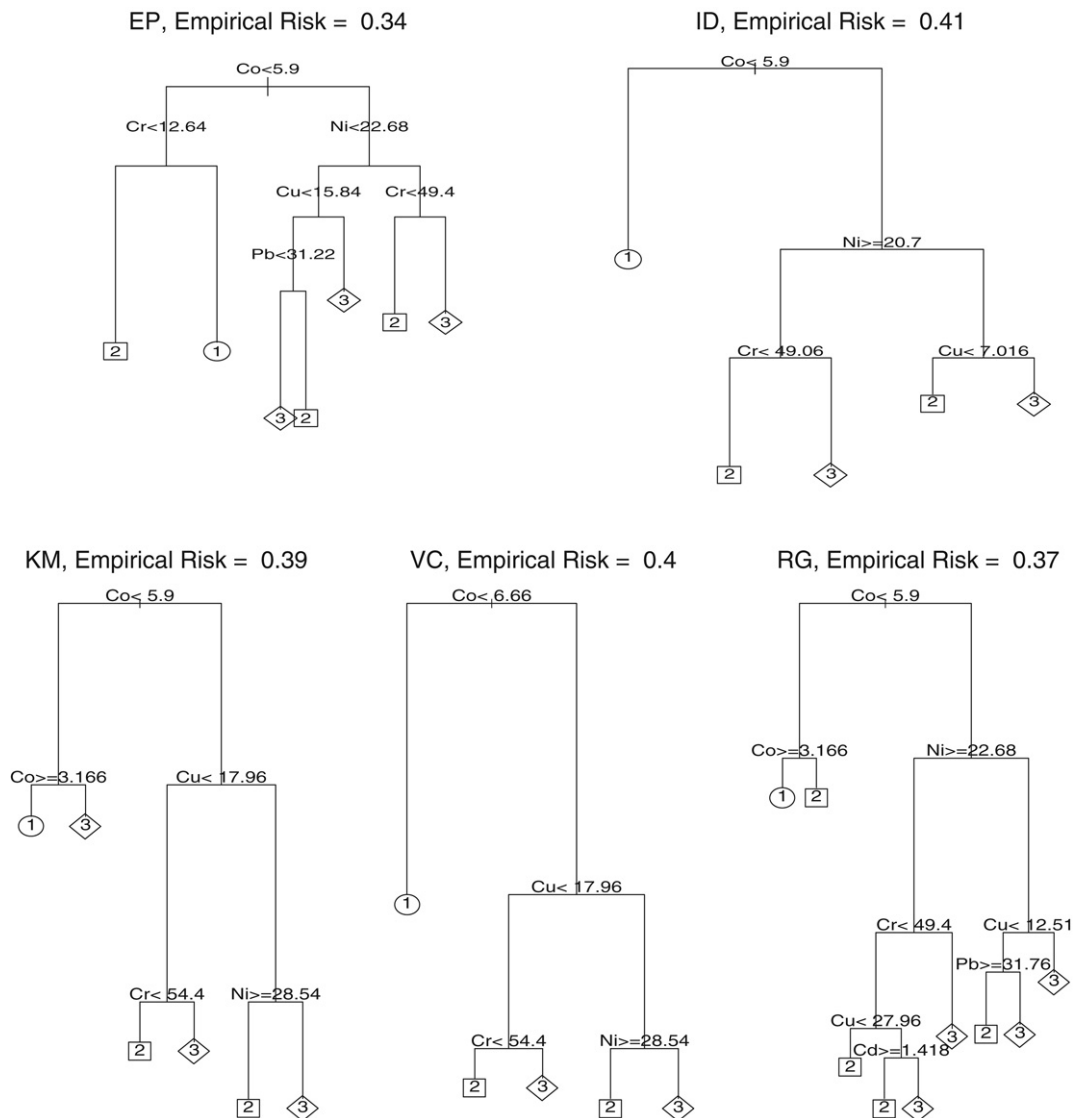 EP, Empirical Risk = 0.34
Co<5.9
Cr<12.64
Ni<22.68
Cu<15.84
Cr<49.4
Pb<31.22
3
2
3
2
1
3
2
ID, Empirical Risk = 0.41
Co< 5.9
Ni>=20.7
1
Cr< 49.06
Cu< 7.016
2
3
2
3
KM, Empirical Risk = 0.39
Co< 5.9
Co>=3.166
Cu< 17.96
1
3
Cr< 54.4
Ni>=28.54
2
3
2
3
VC, Empirical Risk = 0.4
Co< 6.66
Cu< 17.96
1
Cr< 54.4
Ni>=28.54
2
3
2
3
RG, Empirical Risk = 0.37
Co< 5.9
Co>=3.166
Ni>=22.68
1
2
Cr< 49.4
Cu< 12.51
Pb>=31.76
3
Cu< 27.96
3
2
3
Cd>=1.418
2
2
3